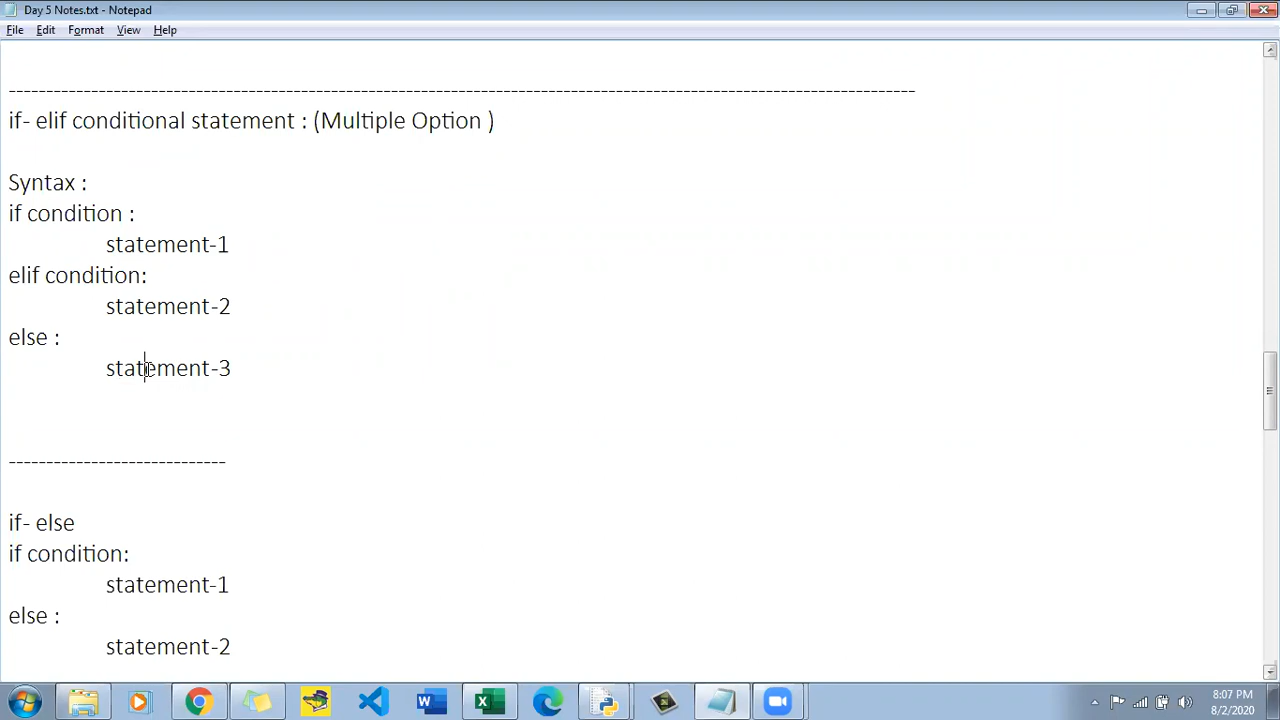 Day 5 Notes.txt - Notepad
File Edit Format View Help
--------------------------------------------------------------------------------------------------------------------------
if- elif conditional statement : (Multiple Option )
Syntax :
if condition :
statement-1
elif condition:
statement-2
else :
statement-3
-----------------------------
if- else
if condition:
statement-1
else :
statement-2
8:07 PM
8/2/2020